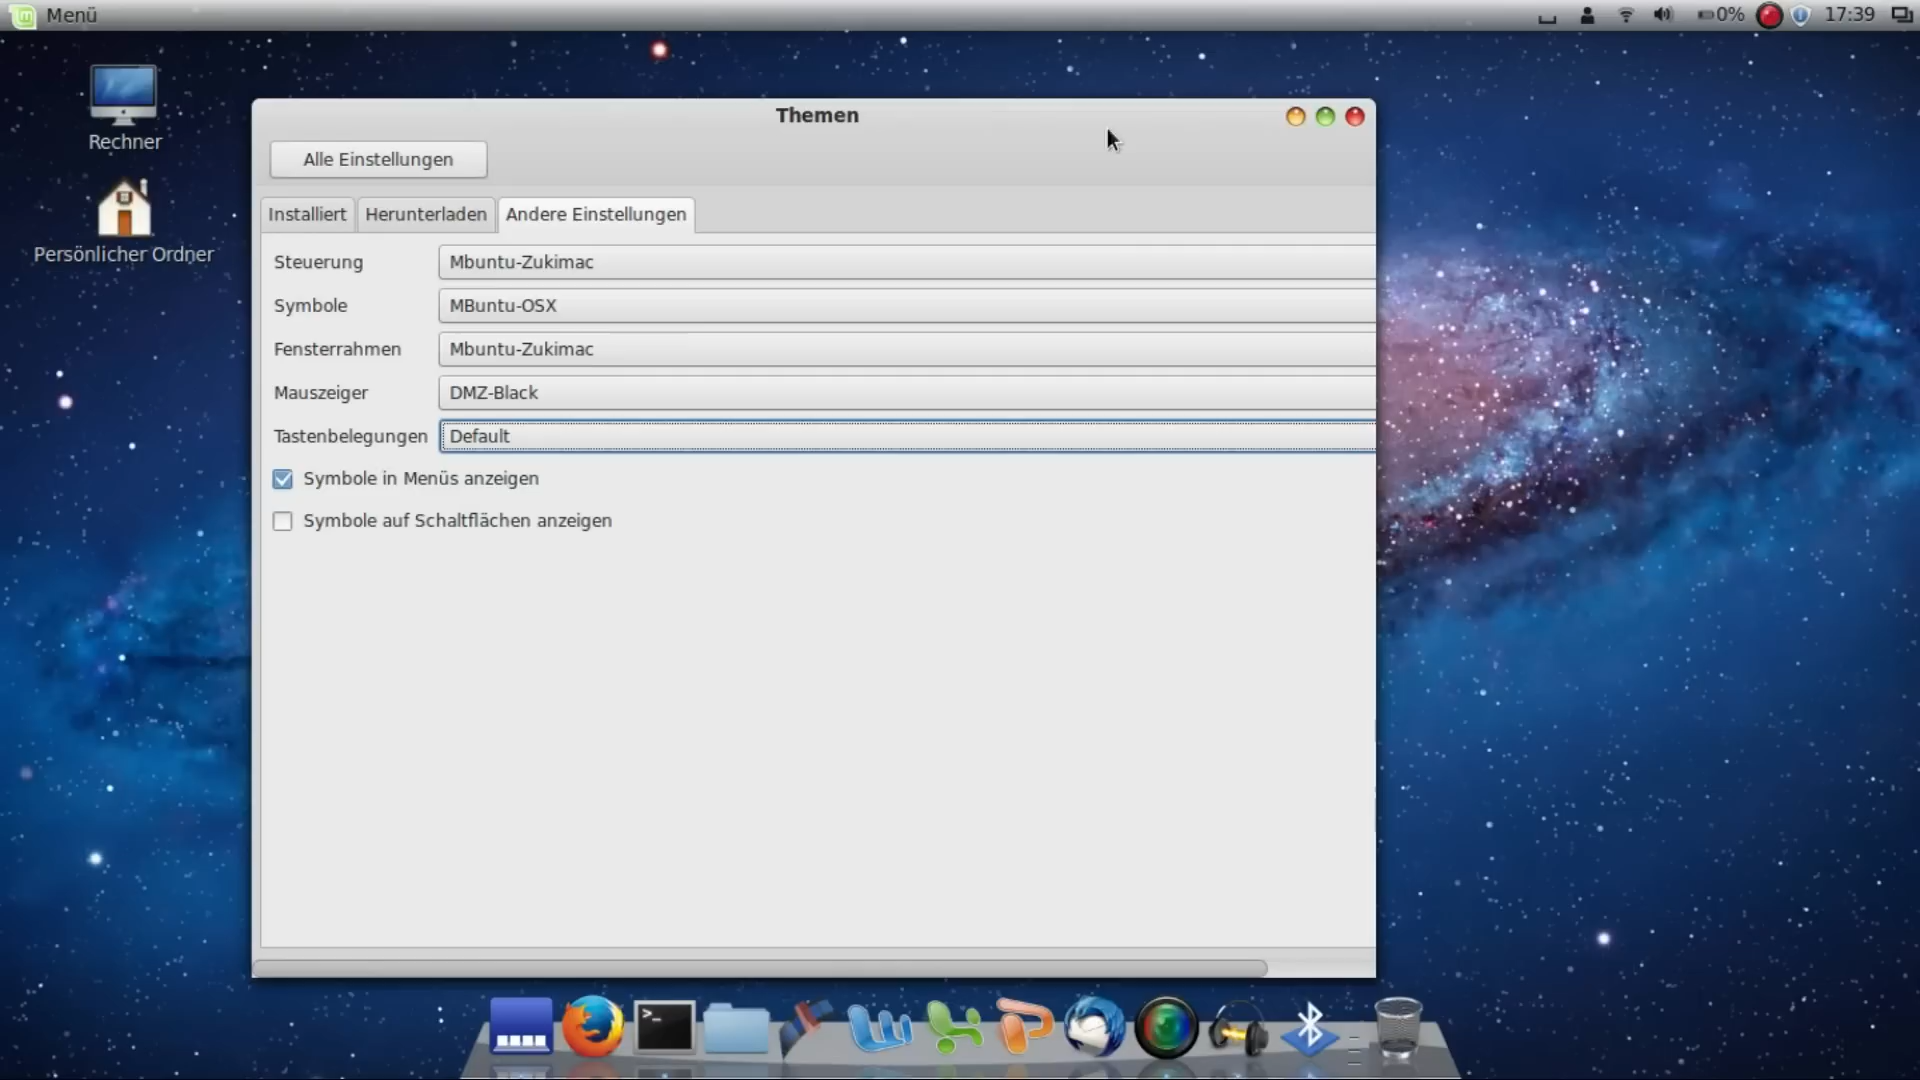 Menü
0%
17:39
Rechner
Persönlicher Ordner
Themen
Alle Einstellungen
Installiert
Herunterladen
Andere Einstellungen
Steuerung
Mbuntu-Zukimac
Symbole
MBuntu-OSX
Fensterrahmen
Mbuntu-Zukimac
Mauszeiger
DMZ-Black
Tastenbelegungen
Default
Symbole in Menüs anzeigen
Symbole auf Schaltflächen anzeigen
>_